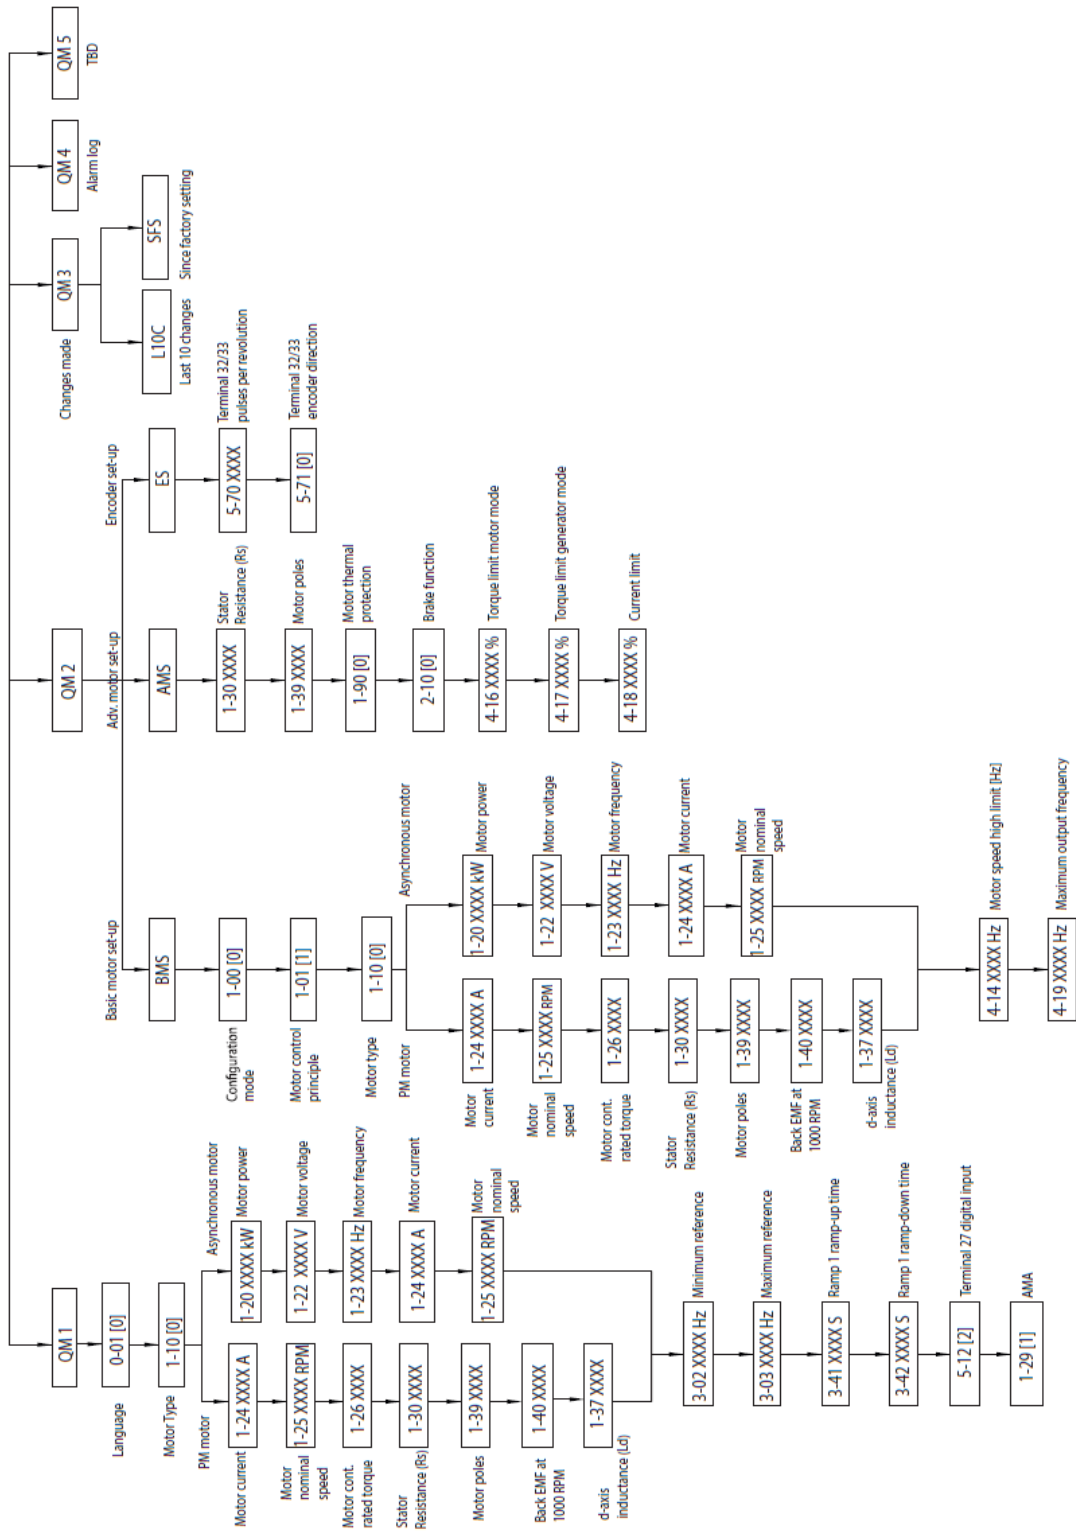 QM 1
Language
0-01 [0]
Motor Type
1-10 [0]
PM motor
Asynchronous motor
Motor current
1-24 XXXX A
Motor
nominal
speed
1-25 XXXX RPM
Motor cont.
rated torque
1-26 XXXX
Stator
Resistance (Rs)
1-30 XXXX
Motor poles
1-39 XXXX
Back EMF at
1000 RPM
1-40 XXXX
d-axis
inductance (Ld)
1-37 XXXX
1-20 XXXX kW
Motor power
1-22 XXXX V
Motor voltage
1-23 XXXX Hz
Motor frequency
1-24 XXXX A
Motor current
1-25 XXXX RPM
Motor
nominal
speed
3-02 XXXX Hz
Minimum reference
3-03 XXXX Hz
Maximum reference
3-41 XXXX S
Ramp 1 ramp-up time
3-42 XXXX S
Ramp 1 ramp-down time
5-12 [2]
Terminal 27 digital input
1-29 [1]
AMA
QM 2
Basic motor set-up
BMS
Configuration
mode
1-00 [0]
Motor control
principle
1-01 [1]
Motor type
1-10 [0]
PM motor
Asynchronous motor
Motor
current
1-24 XXXX A
Motor
nominal
speed
1-25 XXXX RPM
Motor cont.
rated torque
1-26 XXXX
Stator
Resistance (Rs)
1-30 XXXX
Motor poles
1-39 XXXX
Back EMF at
1000 RPM
1-40 XXXX
d-axis
inductance (Ld)
1-37 XXXX
1-20 XXXX kW
Motor power
1-22 XXXX V
Motor voltage
1-23 XXXX Hz
Motor frequency
1-24 XXXX A
Motor current
1-25 XXXX RPM
Motor
nominal
speed
4-14 XXXX Hz
Motor speed high limit [Hz]
4-19 XXXX Hz
Maximum output frequency
Adv. motor set-up
AMS
1-30 XXXX
Stator
Resistance (Rs)
1-39 XXXX
Motor poles
1-90 [0]
Motor thermal
protection
2-10 [0]
Brake function
4-16 XXXX %
Torque limit motor mode
4-17 XXXX %
Torque limit generator mode
4-18 XXXX %
Current limit
Encoder set-up
ES
5-70 XXXX
Terminal 32/33
pulses per revolution
5-71 [0]
Terminal 32/33
encoder direction
Changes made
QM 3
L10C
Last 10 changes
SFS
Since factory setting
QM 4
Alarm log
QM 5
TBD